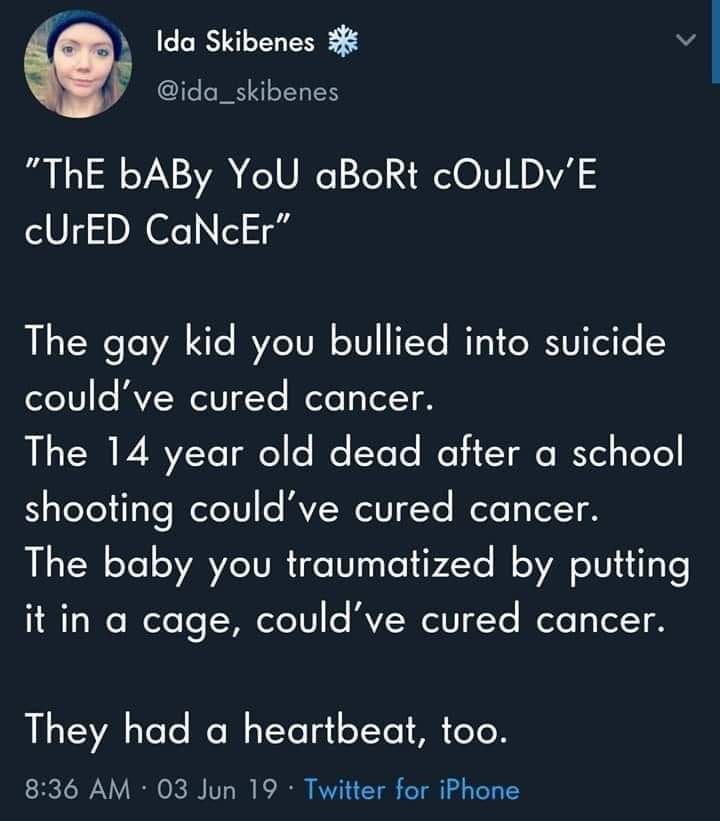 Ida Skibenes ❄
@ida_skibenes
"ThE bABy YoU aBoRt cOuLDv'E
cUrED CaNcEr"
The gay kid you bullied into suicide
could've cured cancer.
The 14 year old dead after a school
shooting could've cured cancer.
The baby you traumatized by putting
it in a cage, could've cured cancer.
They had a heartbeat, too.
8:36 AM · 03 Jun 19 · Twitter for iPhone